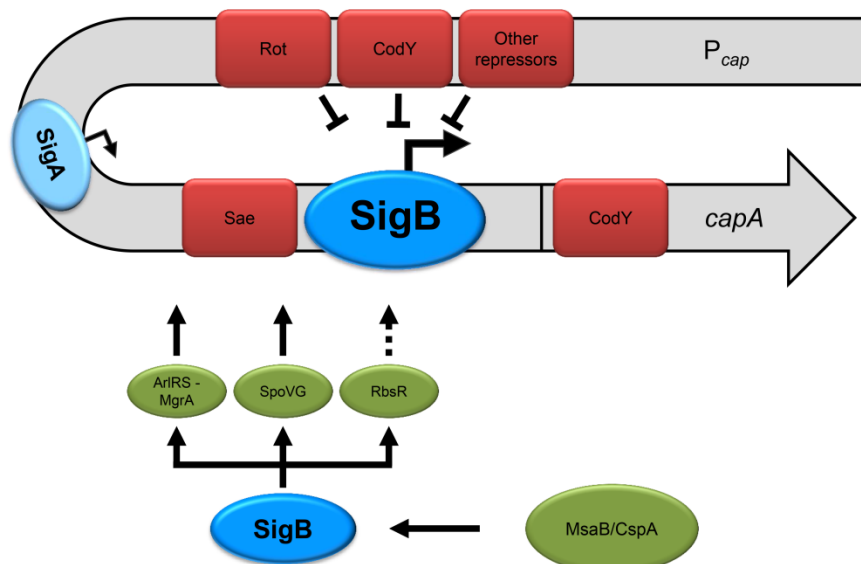 Rot
CodY
Other
repressors
Pcap
SigA
Sae
SigB
CodY
capA
ArlRS -
MgrA
SpoVG
RbsR
SigB
MsaB/CspA